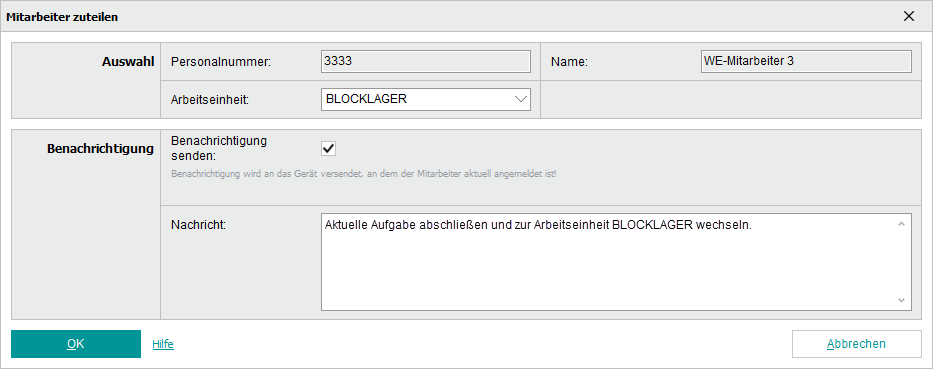 Mitarbeiter zuteilen
Auswahl
Personalnummer:
3333
Name:
WE-Mitarbeiter 3
Arbeitseinheit:
BLOCKLAGER
Benachrichtigung
Benachrichtigung
senden:
Benachrichtigung wird an das Gerät versendet, an dem der Mitarbeiter aktuell angemeldet ist!
Nachricht:
Aktuelle Aufgabe abschließen und zur Arbeitseinheit BLOCKLAGER wechseln.
OK
Hilfe
Abbrechen